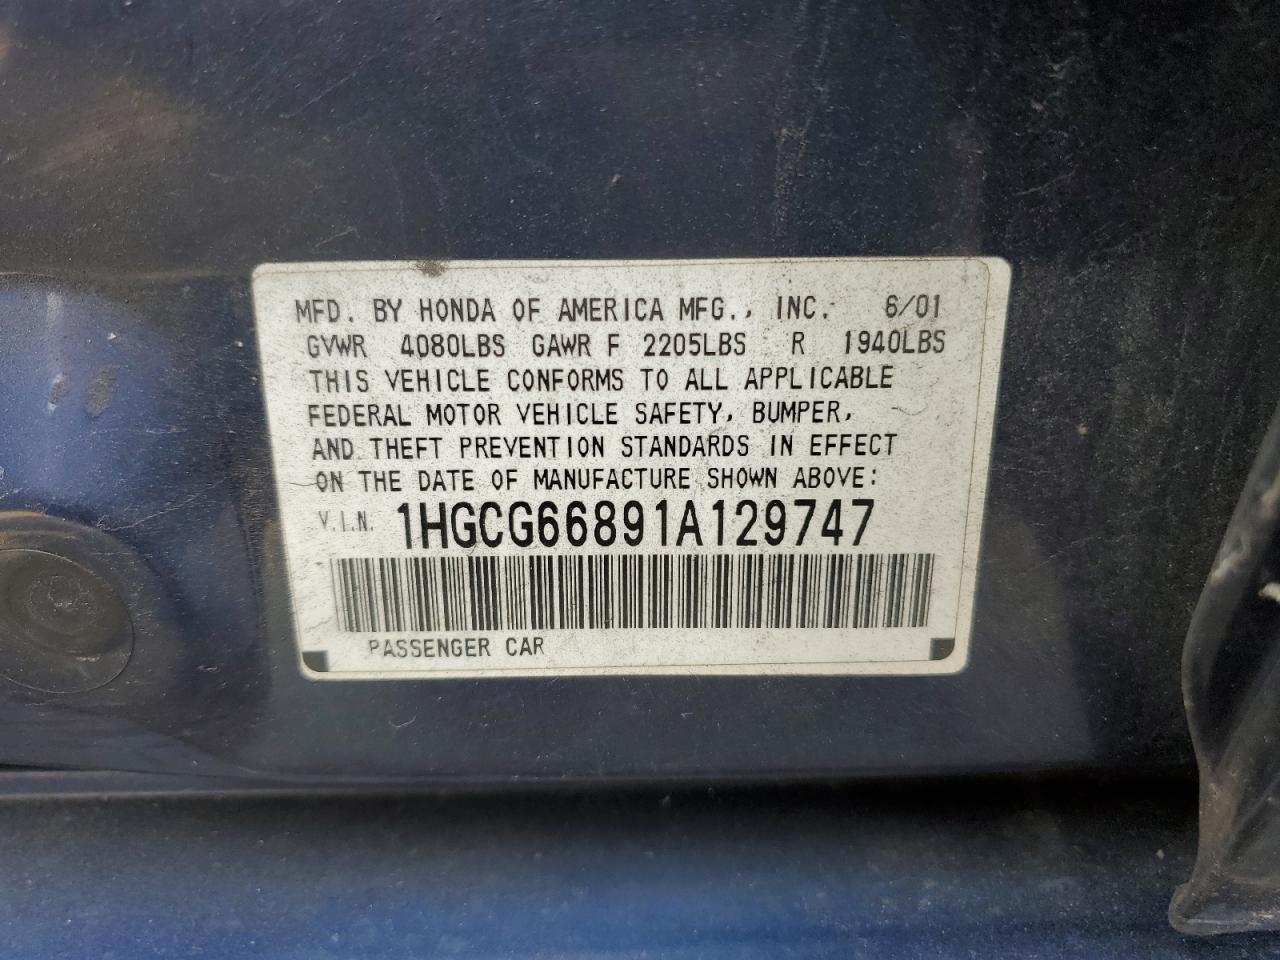 MFD. BY HONDA OF AMERICA MFG., INC. 6/01
GVWR 4080LBS GAWR F 2205LBS R 1940LBS
THIS VEHICLE CONFORMS TO ALL APPLICABLE
FEDERAL MOTOR VEHICLE SAFETY, BUMPER,
AND THEFT PREVENTION STANDARDS IN EFFECT
ON THE DATE OF MANUFACTURE SHOWN ABOVE:
V.I.N. 1HGCG66891A129747
PASSENGER CAR